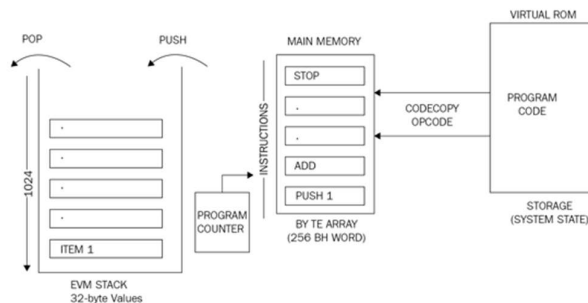 VIRTUAL ROM
POP
PUSH
MAIN MEMORY
STOP
.
.
ADD
PUSH 1
INSTRUCTIONS
CODECOPY
OPCODE
PROGRAM
CODE
.
.
.
.
ITEM 1
1024
PROGRAM
COUNTER
BY TE ARRAY
(256 BH WORD)
STORAGE
(SYSTEM STATE)
EVM STACK
32-byte Values